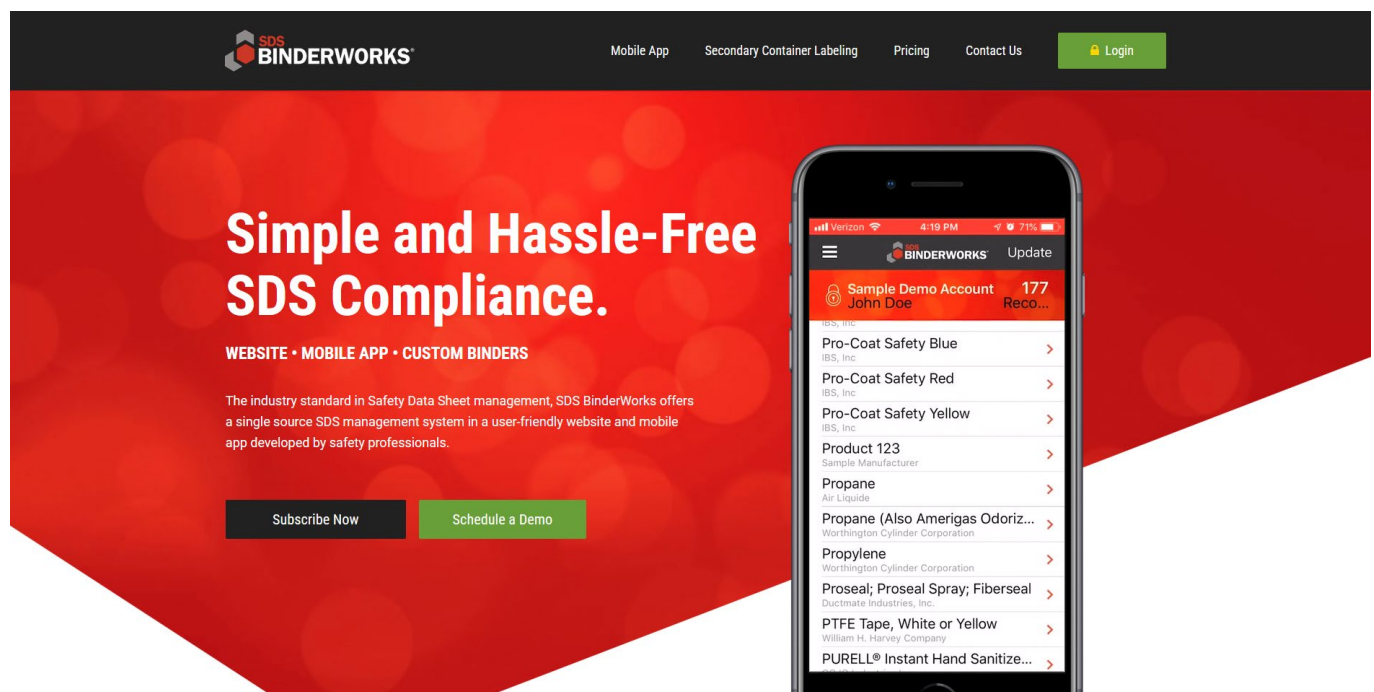 SDS
BINDERWORKS®
Mobile App
Secondary Container Labeling
Pricing
Contact Us
Login
Simple and Hassle-Free
SDS Compliance.
WEBSITE • MOBILE APP • CUSTOM BINDERS
The industry standard in Safety Data Sheet management, SDS BinderWorks offers
a single source SDS management system in a user-friendly website and mobile
app developed by safety professionals.
Subscribe Now
Schedule a Demo
Verizon 4:19 PM 71%
SDS
BINDERWORKS
Update
Sample Demo Account 177
John Doe Reco...
IBS, Inc
Pro-Coat Safety Blue
IBS, Inc
Pro-Coat Safety Red
IBS, Inc
Pro-Coat Safety Yellow
IBS, Inc
Product 123
Sample Manufacturer
Propane
Air Liquide
Propane (Also Amerigas Odoriz...
Worthington Cylinder Corporation
Propylene
Worthington Cylinder Corporation
Proseal; Proseal Spray; Fiberseal
Ductmate Industries, Inc.
PTFE Tape, White or Yellow
William H. Harvey Company
PURELL® Instant Hand Sanitize...